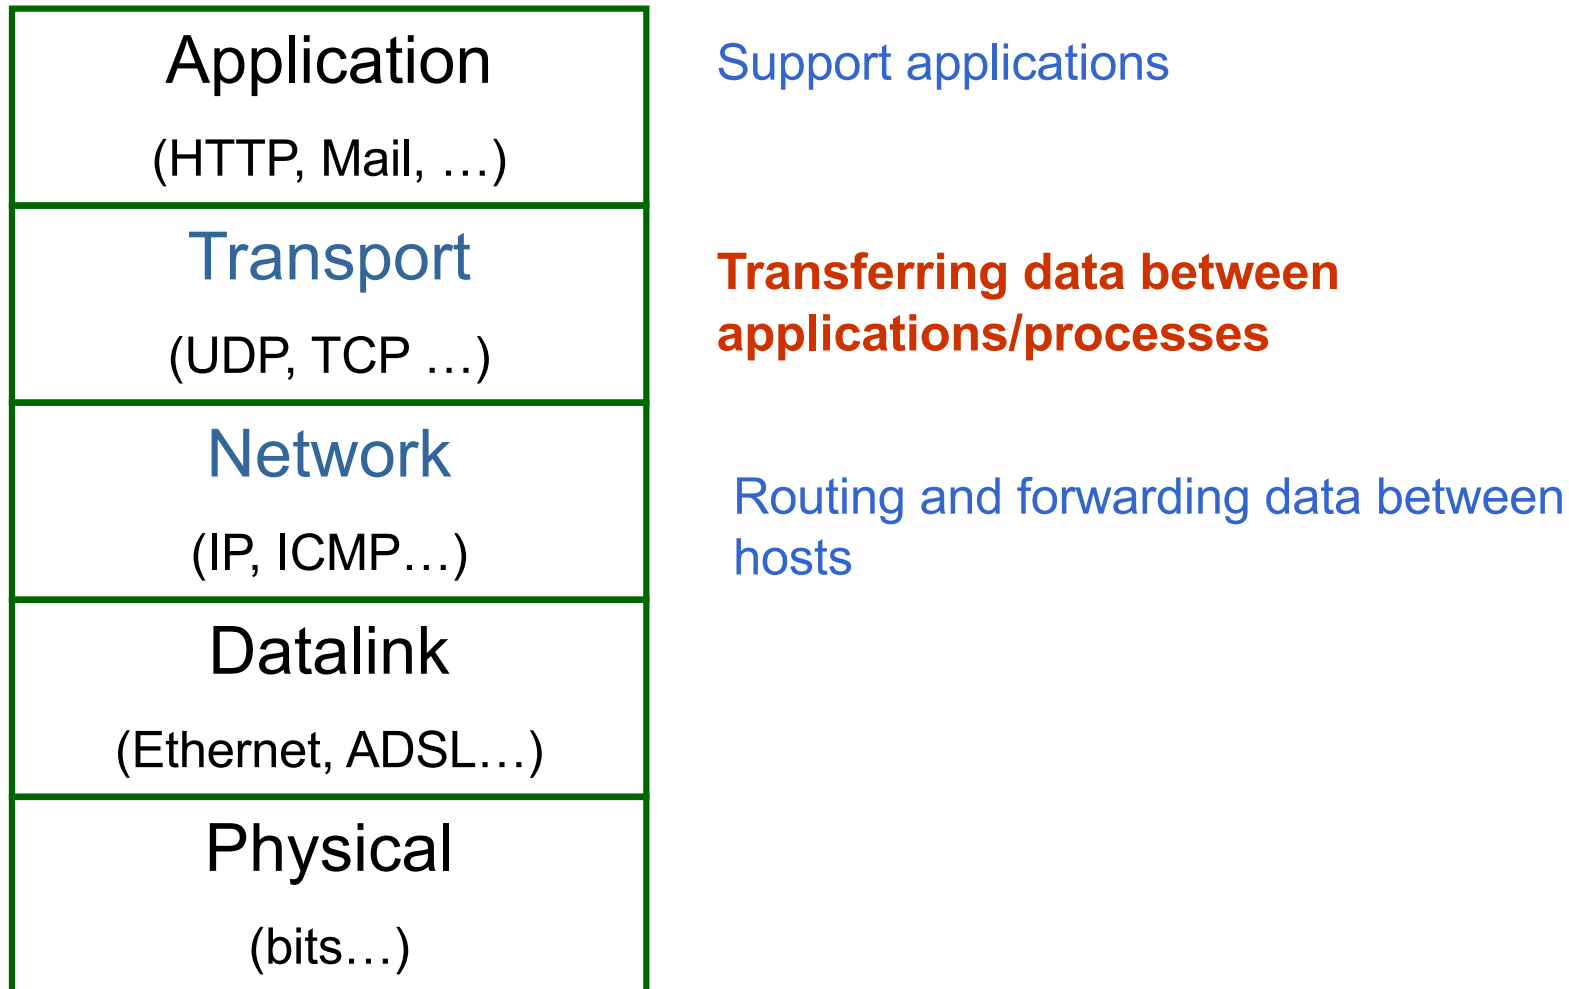 Application
Support applications
(HTTP, Mail, …)
Transport
Transferring data between
applications/processes
(UDP, TCP …)
Network
Routing and forwarding data between
hosts
(IP, ICMP…)
Datalink
(Ethernet, ADSL…)
Physical
(bits…)